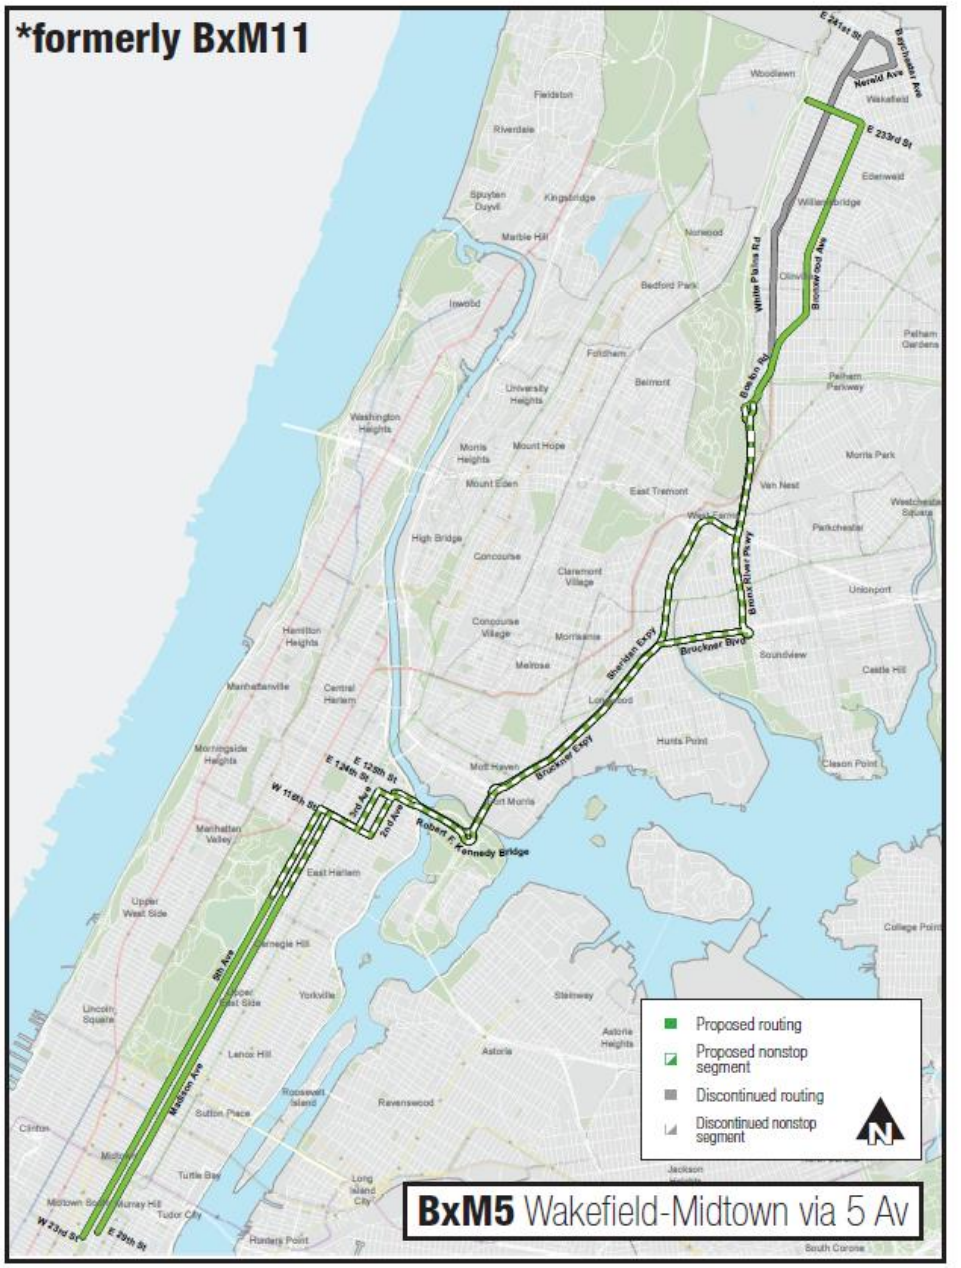 *formerly BxM11
E 241st St
Baychester Ave
Woodlawn
Nereid Ave
Wakefield
Fieldston
Riverdale
E 233rd St
Edenwald
Spuyten
Duyvil
Kingsbridge
Williamsbridge
Marble Hill
Norwood
White Plains Rd
Bronxwood Ave
Olinville
Bedford Park
Inwood
Pelham
Gardens
Fordham
Boston Rd
Belmont
Pelham
Parkway
University
Heights
Washington
Heights
Morris
Heights
Mount Hope
Morris Park
Mount Eden
East Tremont
Van Nest
Westchester
Square
West Farms
Parkchester
High Bridge
Concourse
Bronx River Pkwy
Claremont
Village
Unionport
Concourse
Village
Hamilton
Heights
Morrisania
Sheridan Expy
Bruckner Blvd
Soundview
Melrose
Castle Hill
Manhattanville
Central
Harlem
Longwood
Hunts Point
Morningside
Heights
E 125th St
E 124th St
Mott Haven
Bruckner Expy
Clason Point
W 116th St
3rd Ave
2nd Ave
Port Morris
Manhattan
Valley
Robert F. Kennedy Bridge
East Harlem
Upper
West Side
College Point
5th Ave
Carnegie Hill
Upper
East Side
Yorkville
Steinway
Lincoln
Square
Astoria
Heights
Astoria
Lenox Hill
Madison Ave
Roosevelt
Island
Ravenswood
Sutton Place
Clinton
Midtown
Turtle Bay
Long
Island
City
Jackson
Heights
Midtown South
Murray Hill
Tudor City
W 23rd St
E 29th St
Hunters Point
South Corona
Proposed routing
Proposed nonstop
segment
Discontinued routing
Discontinued nonstop
segment
N
BxM5 Wakefield-Midtown via 5 Av